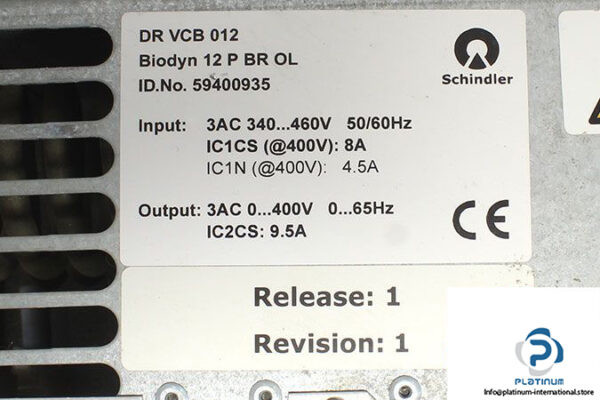 DR VCB 012
Biodyn 12 P BR OL
ID.No. 59400935
Schindler
Input: 3AC 340...460V 50/60Hz
IC1CS (@400V): 8A
IC1N (@400V): 4.5A
Output: 3AC 0...400V 0...65Hz
IC2CS: 9.5A
CE
Release: 1
Revision: 1
PLATINUM
Info@platinum-international.store